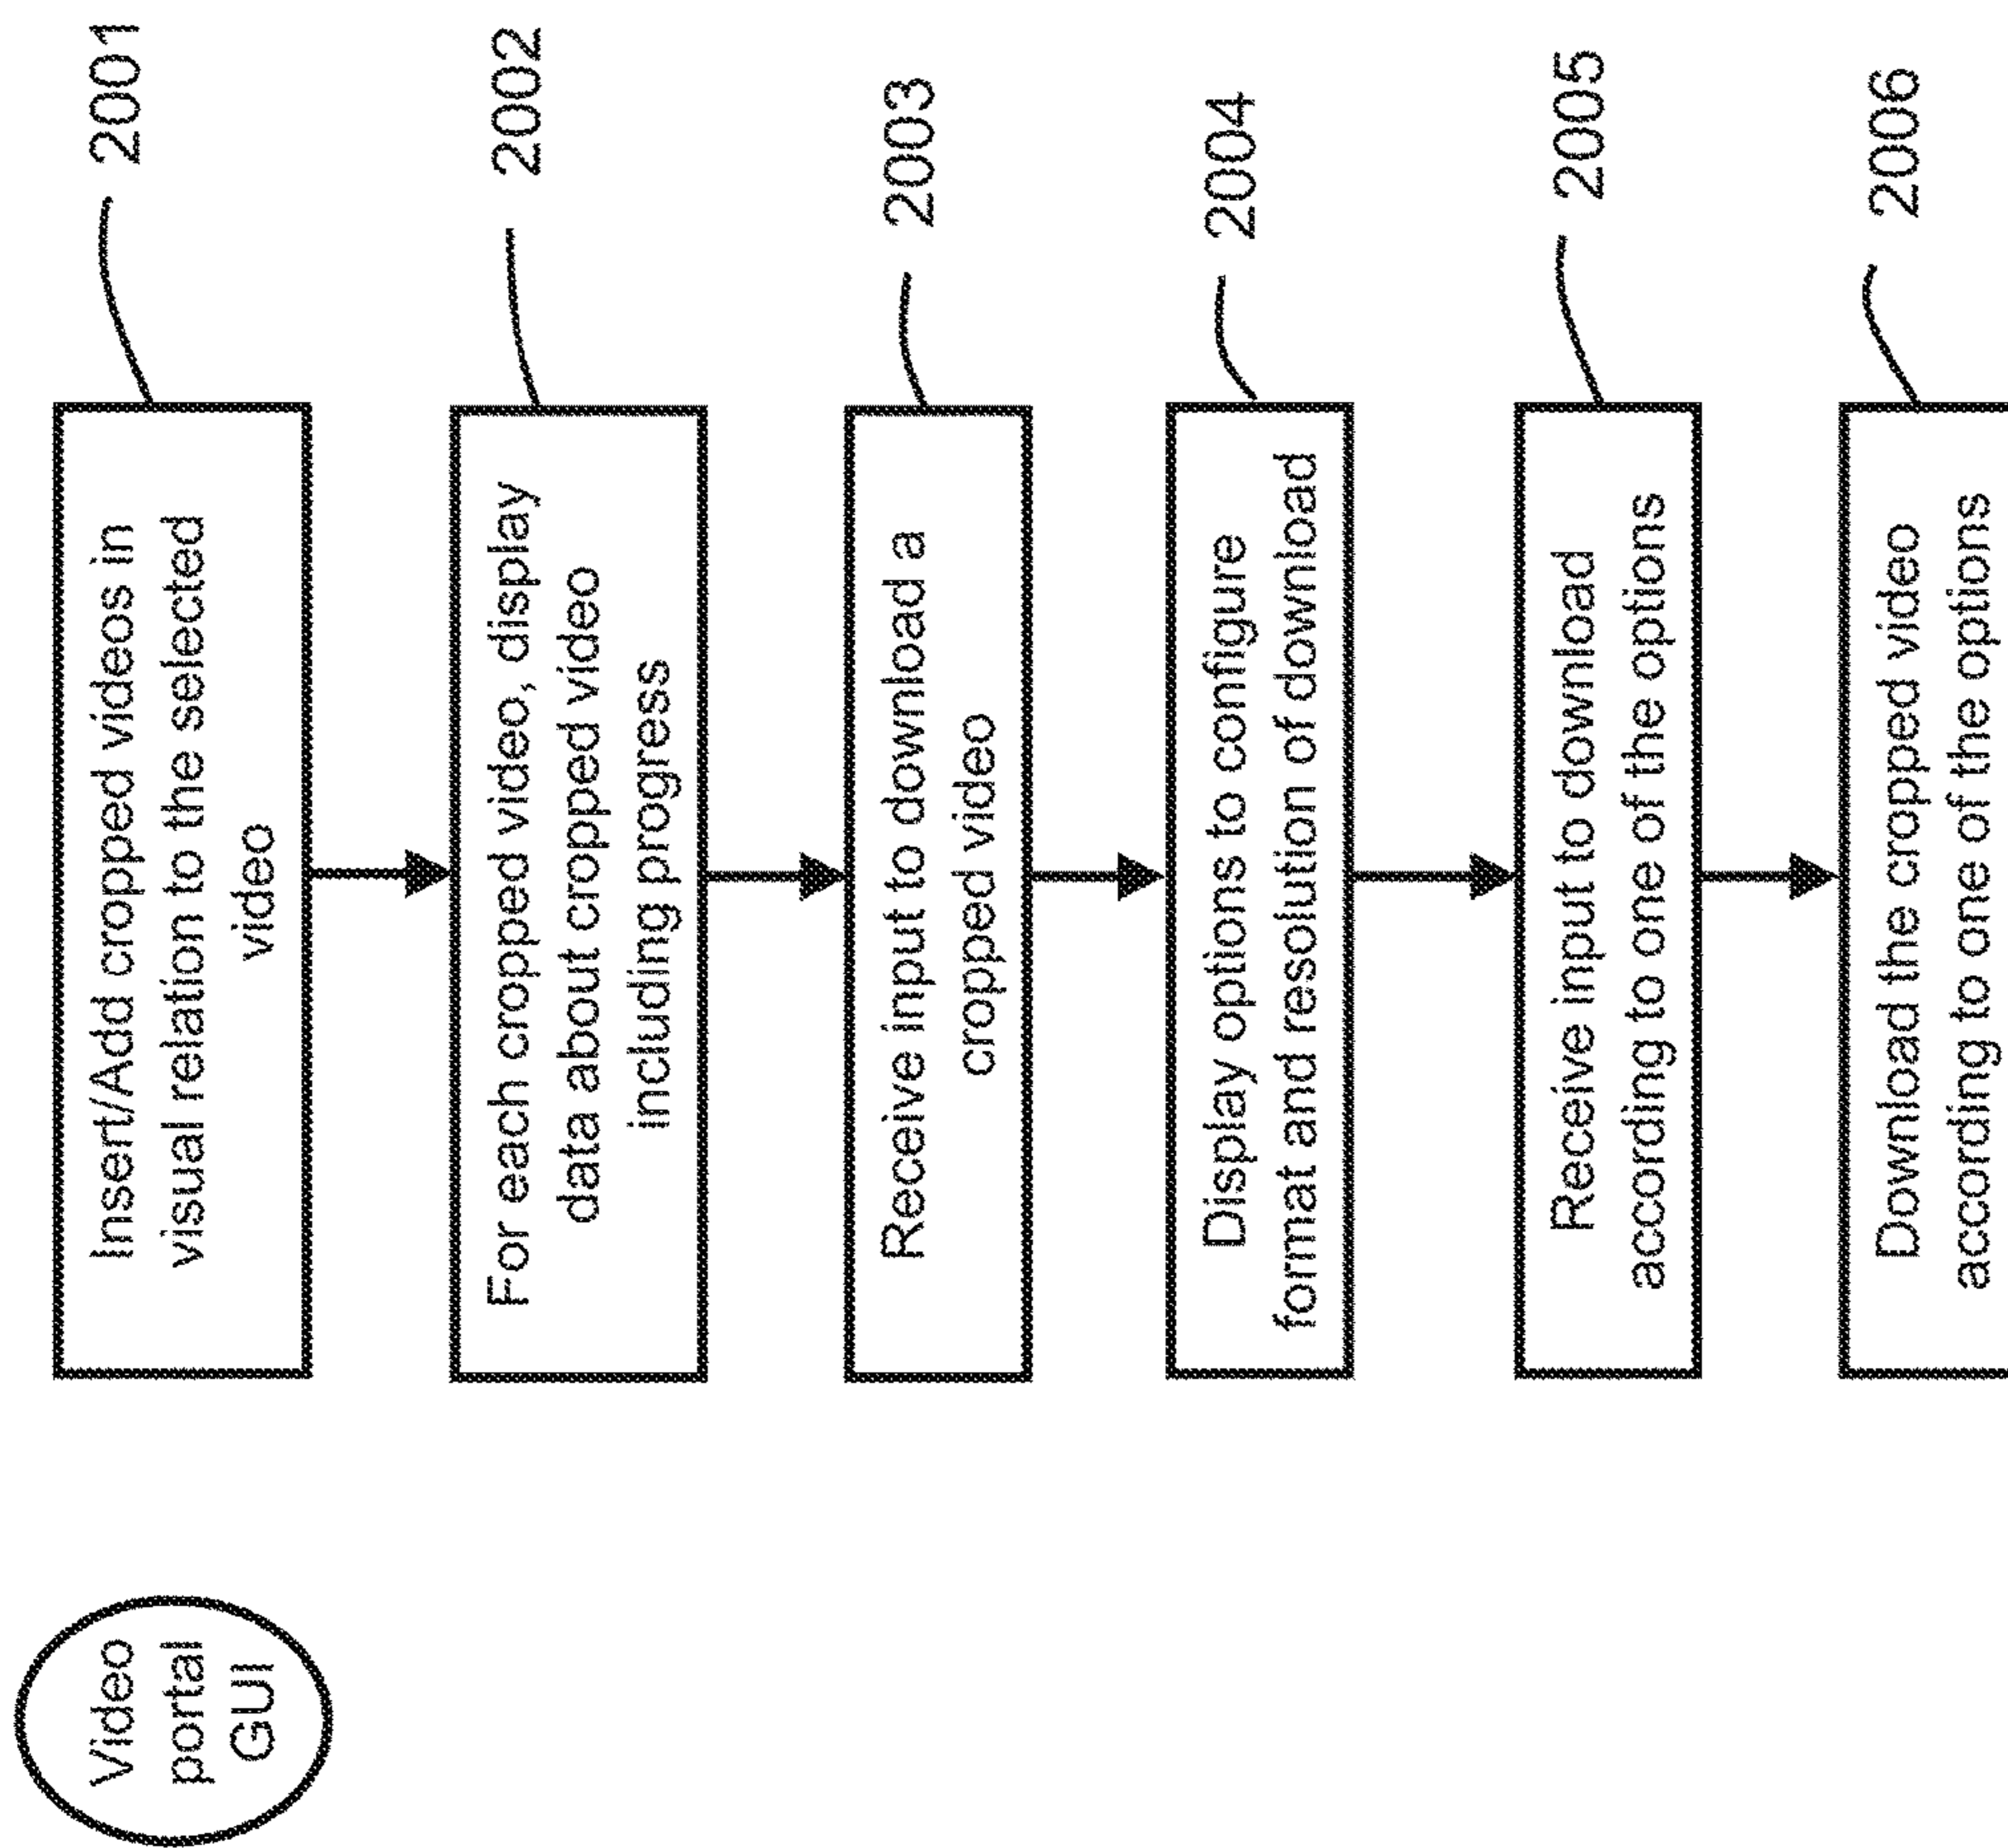 Video
portal
GUI
Insert/Add cropped videos in
visual relation to the selected
video
2001
For each cropped video, display
data about cropped video
including progress
2002
Receive input to download a
cropped video
2003
Display options to configure
format and resolution of download
2004
Receive input to download
according to one of the options
2005
Download the cropped video
according to one of the options
2006